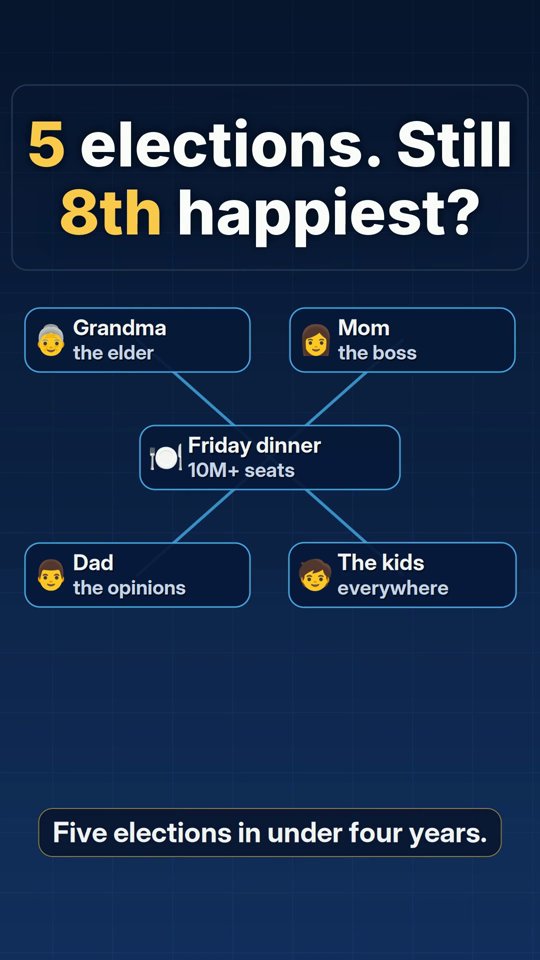 5 elections. Still
8th happiest?
Grandma
the elder
Mom
the boss
Friday dinner
10M+ seats
Dad
the opinions
The kids
everywhere
Five elections in under four years.